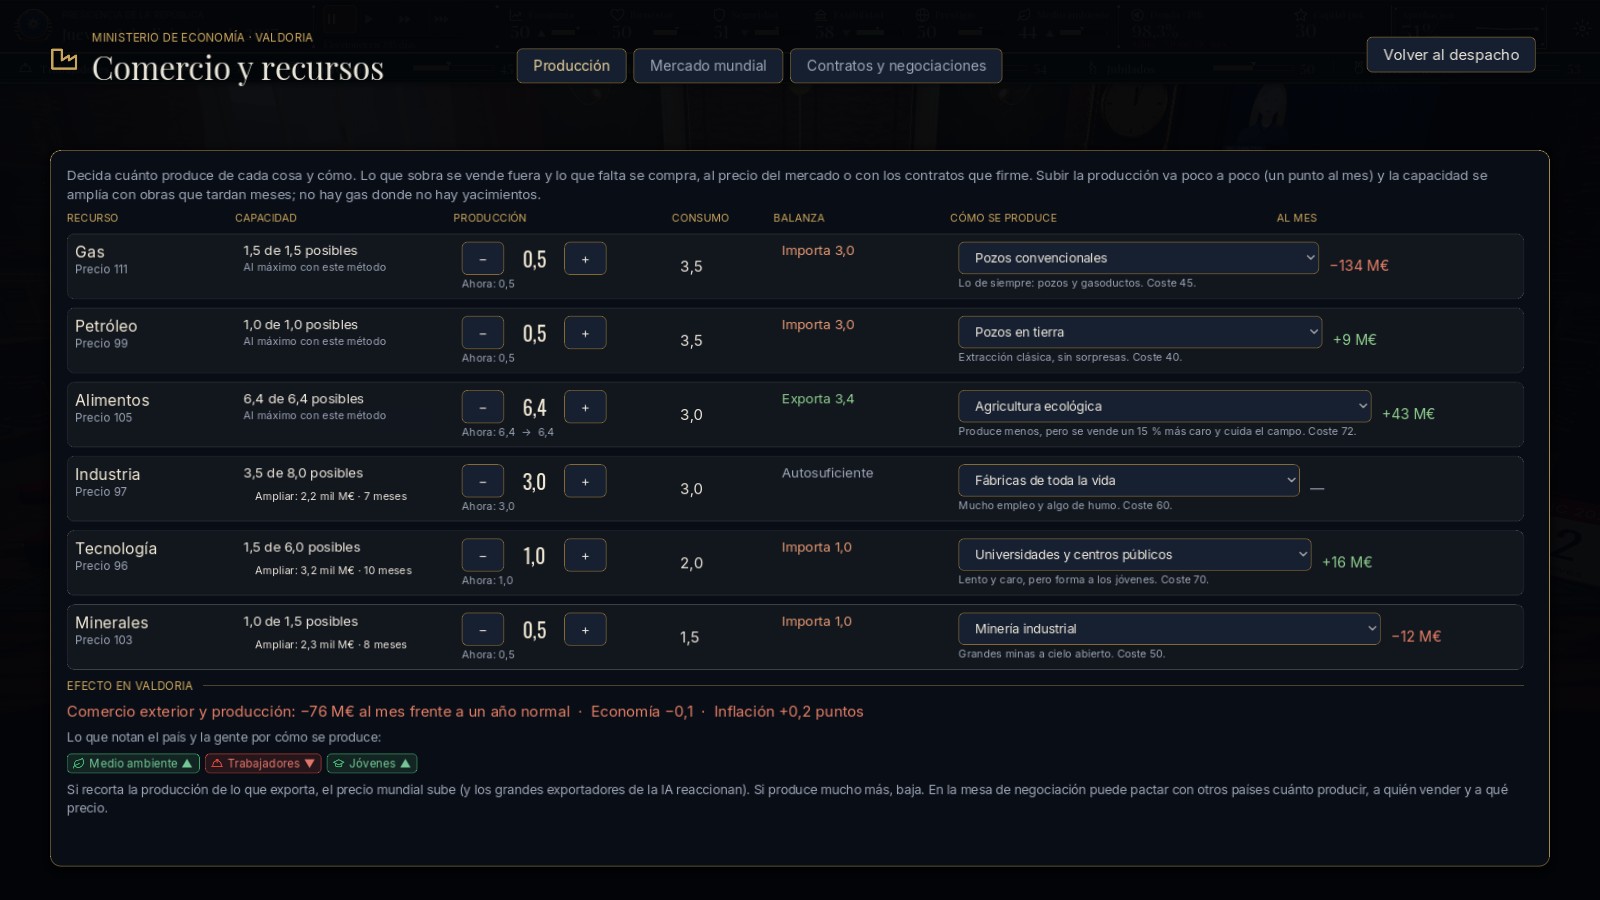 MINISTERIO DE ECONOMÍA · VALDORIA
Comercio y recursos
Producción
Mercado mundial
Contratos y negociaciones
Volver al despacho
Decida cuánto produce de cada cosa y cómo. Lo que sobra se vende fuera y lo que falta se compra, al precio del mercado o con los contratos que firme. Subir la producción va poco a poco (un punto al mes) y la capacidad se
amplía con obras que tardan meses; no hay gas donde no hay yacimientos.
RECURSO CAPACIDAD PRODUCCIÓN CONSUMO BALANZA CÓMO SE PRODUCE AL MES
Gas
Precio 111
1,5 de 1,5 posibles
Al máximo con este método
− 0,5 +
Ahora: 0,5
3,5
Importa 3,0
Pozos convencionales
Lo de siempre: pozos y gasoductos. Coste 45.
−134 M€
Petróleo
Precio 99
1,0 de 1,0 posibles
Al máximo con este método
− 0,5 +
Ahora: 0,5
3,5
Importa 3,0
Pozos en tierra
Extracción clásica, sin sorpresas. Coste 40.
+9 M€
Alimentos
Precio 105
6,4 de 6,4 posibles
Al máximo con este método
− 6,4 +
Ahora: 6,4 → 6,4
3,0
Exporta 3,4
Agricultura ecológica
Produce menos, pero se vende un 15 % más caro y cuida el campo. Coste 72.
+43 M€
Industria
Precio 97
3,5 de 8,0 posibles
Ampliar: 2,2 mil M€ · 7 meses
− 3,0 +
Ahora: 3,0
3,0
Autosuficiente
Fábricas de toda la vida
Mucho empleo y algo de humo. Coste 60.
—
Tecnología
Precio 96
1,5 de 6,0 posibles
Ampliar: 3,2 mil M€ · 10 meses
− 1,0 +
Ahora: 1,0
2,0
Importa 1,0
Universidades y centros públicos
Lento y caro, pero forma a los jóvenes. Coste 70.
+16 M€
Minerales
Precio 103
1,0 de 1,5 posibles
Ampliar: 2,3 mil M€ · 8 meses
− 0,5 +
Ahora: 0,5
1,5
Importa 1,0
Minería industrial
Grandes minas a cielo abierto. Coste 50.
−12 M€
EFECTO EN VALDORIA
Comercio exterior y producción: −76 M€ al mes frente a un año normal · Economía −0,1 · Inflación +0,2 puntos
Lo que notan el país y la gente por cómo se produce:
Medio ambiente ▲ Trabajadores ▼ Jóvenes ▲
Si recorta la producción de lo que exporta, el precio mundial sube (y los grandes exportadores de la IA reaccionan). Si produce mucho más, baja. En la mesa de negociación puede pactar con otros países cuánto producir, a quién vender y a qué
precio.